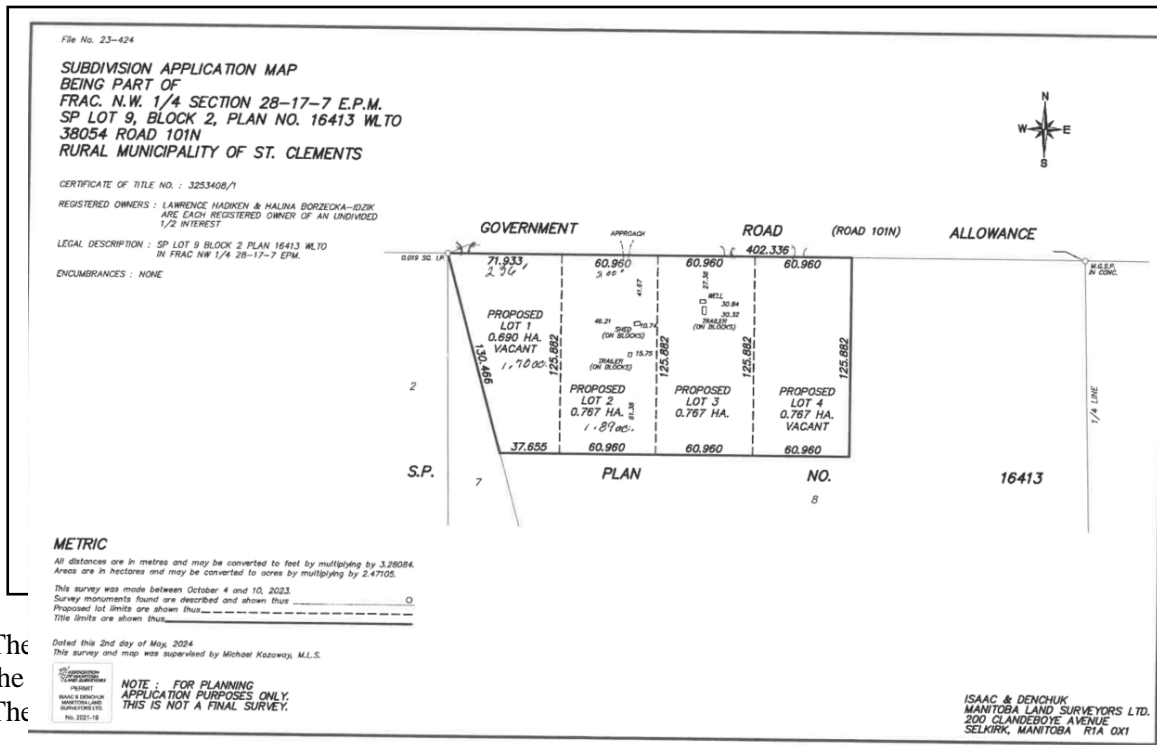 File No. 23-424
SUBDIVISION APPLICATION MAP
BEING PART OF
FRAC. N.W. 1/4 SECTION 28-17-7 E.P.M.
SP LOT 9, BLOCK 2, PLAN NO. 16413 WLTO
38054 ROAD 101N
RURAL MUNICIPALITY OF ST. CLEMENTS
CERTIFICATE OF TITLE NO. : 3253408/1
REGISTERED OWNERS : LAWRENCE HADIKEN & HALINA BORZECKA-IDZIK
ARE EACH REGISTERED OWNER OF AN UNDIVIDED
1/2 INTEREST
LEGAL DESCRIPTION : SP LOT 9 BLOCK 2 PLAN 16413 WLTO
IN FRAC NW 1/4 28-17-7 EPM.
ENCUMBRANCES : NONE
N
W E
S
GOVERNMENT ROAD (ROAD 101N) ALLOWANCE
APPROACH
402.336
0.019 SQ. I.P.
71.933 60.960 60.960 60.960
236' 200'
M.G.S.P.
IN CONC.
41.67
27.38
WELL
30.84
30.32
TRAILER
(ON BLOCKS)
46.21
10.74
SHED
(ON BLOCKS)
15.75
TRAILER
(ON BLOCKS)
61.38
PROPOSED
LOT 1
0.690 HA.
VACANT
1.70ac.
130.466
125.882
125.882
125.882
125.882
PROPOSED
LOT 2
0.767 HA.
1.89ac.
PROPOSED
LOT 3
0.767 HA.
PROPOSED
LOT 4
0.767 HA.
VACANT
37.655 60.960 60.960 60.960
2
1/4 LINE
S.P. PLAN NO. 16413
7
8
METRIC
All distances are in metres and may be converted to feet by multiplying by 3.28084.
Areas are in hectares and may be converted to acres by multiplying by 2.47105.
This survey was made between October 4 and 10, 2023.
Survey monuments found are described and shown thus
Proposed lot limits are shown thus
Title limits are shown thus
Dated this 2nd day of May, 2024
This survey and map was supervised by Michael Kazoway, M.L.S.
ASSOCIATION
OF MANITOBA
LAND SURVEYORS
PERMIT
ISAAC & DENCHUK
MANITOBA LAND
SURVEYORS LTD.
No. 2021-18
NOTE : FOR PLANNING
APPLICATION PURPOSES ONLY.
THIS IS NOT A FINAL SURVEY.
ISAAC & DENCHUK
MANITOBA LAND SURVEYORS LTD.
200 CLANDEBOYE AVENUE
SELKIRK, MANITOBA R1A 0X1
The
he
The